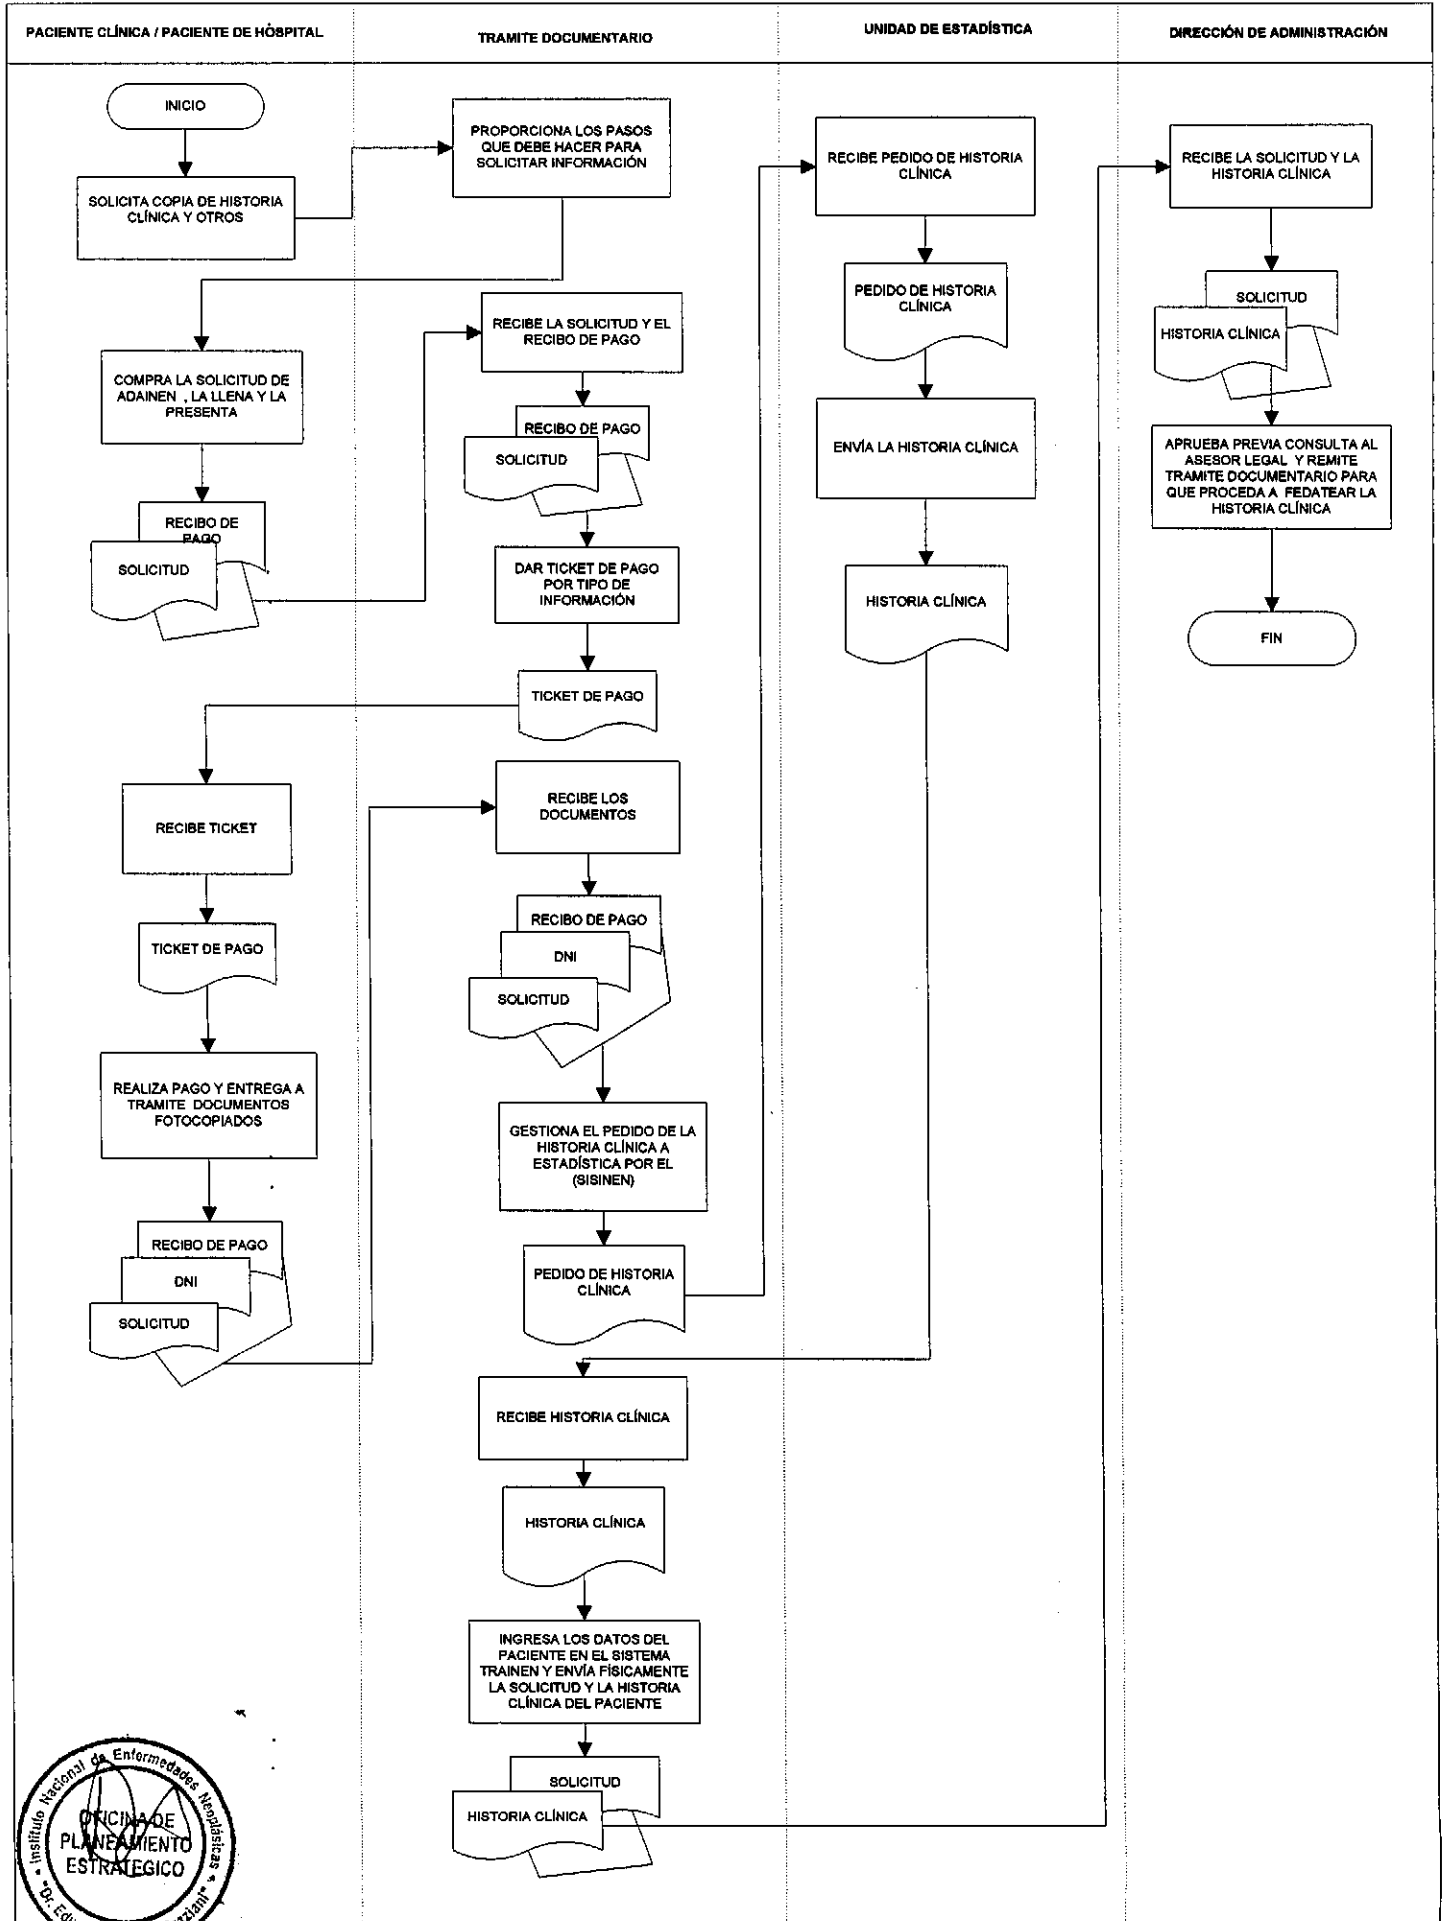 PACIENTE CLÍNICA / PACIENTE DE HÓSPITAL
TRAMITE DOCUMENTARIO
UNIDAD DE ESTADÍSTICA
DIRECCIÓN DE ADMINISTRACIÓN
INICIO
SOLICITA COPIA DE HISTORIA
CLÍNICA Y OTROS
COMPRA LA SOLICITUD DE
ADAINEN , LA LLENA Y LA
PRESENTA
RECIBO DE
PAGO
SOLICITUD
RECIBE TICKET
TICKET DE PAGO
REALIZA PAGO Y ENTREGA A
TRAMITE DOCUMENTOS
FOTOCOPIADOS
RECIBO DE PAGO
DNI
SOLICITUD
PROPORCIONA LOS PASOS
QUE DEBE HACER PARA
SOLICITAR INFORMACIÓN
RECIBE LA SOLICITUD Y EL
RECIBO DE PAGO
RECIBO DE PAGO
SOLICITUD
DAR TICKET DE PAGO
POR TIPO DE
INFORMACIÓN
TICKET DE PAGO
RECIBE LOS
DOCUMENTOS
RECIBO DE PAGO
DNI
SOLICITUD
GESTIONA EL PEDIDO DE LA
HISTORIA CLÍNICA A
ESTADÍSTICA POR EL
(SISINEN)
PEDIDO DE HISTORIA
CLÍNICA
RECIBE HISTORIA CLÍNICA
HISTORIA CLÍNICA
INGRESA LOS DATOS DEL
PACIENTE EN EL SISTEMA
TRAINEN Y ENVÍA FÍSICAMENTE
LA SOLICITUD Y LA HISTORIA
CLÍNICA DEL PACIENTE
SOLICITUD
HISTORIA CLÍNICA
RECIBE PEDIDO DE HISTORIA
CLÍNICA
PEDIDO DE HISTORIA
CLÍNICA
ENVÍA LA HISTORIA CLÍNICA
HISTORIA CLÍNICA
RECIBE LA SOLICITUD Y LA
HISTORIA CLÍNICA
SOLICITUD
HISTORIA CLÍNICA
APRUEBA PREVIA CONSULTA AL
ASESOR LEGAL Y REMITE
TRAMITE DOCUMENTARIO PARA
QUE PROCEDA A FEDATEAR LA
HISTORIA CLÍNICA
FIN
Instituto Nacional de Enfermedades Neoplásicas
OFICINA DE
PLANEAMIENTO
ESTRATEGICO
"Dr.